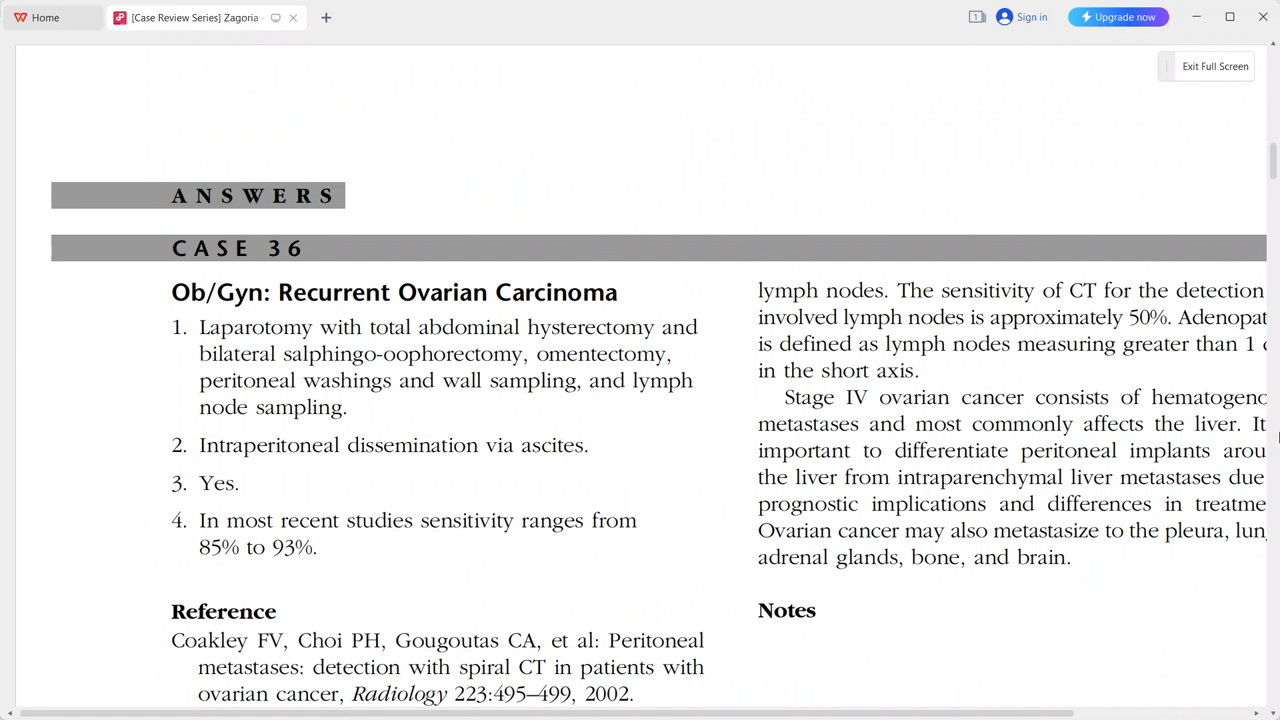 Home
[Case Review Series] Zagoria
1
Sign in
Upgrade now
Exit Full Screen
ANSWERS
CASE 36
Ob/Gyn: Recurrent Ovarian Carcinoma
1. Laparotomy with total abdominal hysterectomy and
bilateral salphingo-oophorectomy, omentectomy,
peritoneal washings and wall sampling, and lymph
node sampling.
2. Intraperitoneal dissemination via ascites.
3. Yes.
4. In most recent studies sensitivity ranges from
85% to 93%.
Reference
Coakley FV, Choi PH, Gougoutas CA, et al: Peritoneal
metastases: detection with spiral CT in patients with
ovarian cancer, Radiology 223:495–499, 2002.
lymph nodes. The sensitivity of CT for the detection
involved lymph nodes is approximately 50%. Adenopat
is defined as lymph nodes measuring greater than 1
in the short axis.
Stage IV ovarian cancer consists of hematogeno
metastases and most commonly affects the liver. It
important to differentiate peritoneal implants arou
the liver from intraparenchymal liver metastases due
prognostic implications and differences in treatme
Ovarian cancer may also metastasize to the pleura, lun
adrenal glands, bone, and brain.
Notes